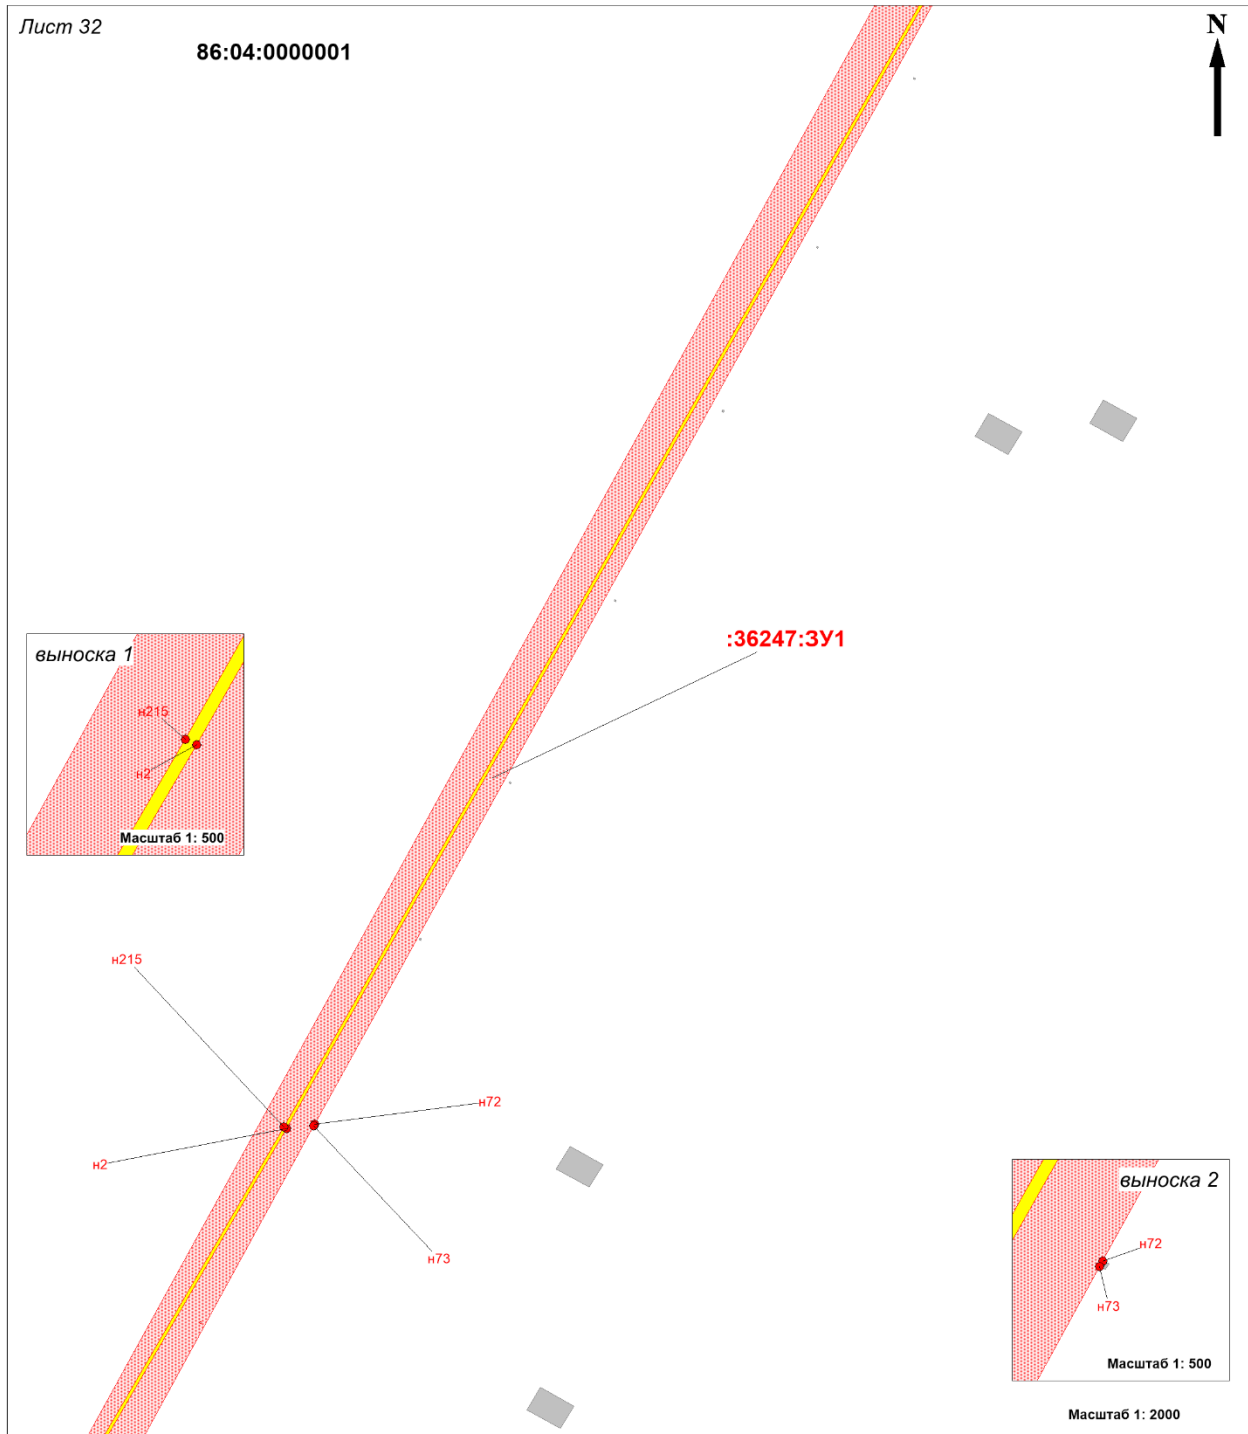 Лист 32
86:04:0000001
N
:36247:ЗУ1
выноска 1
н215
н2
Масштаб 1: 500
н215
н72
н2
н73
выноска 2
н72
н73
Масштаб 1: 500
Масштаб 1: 2000